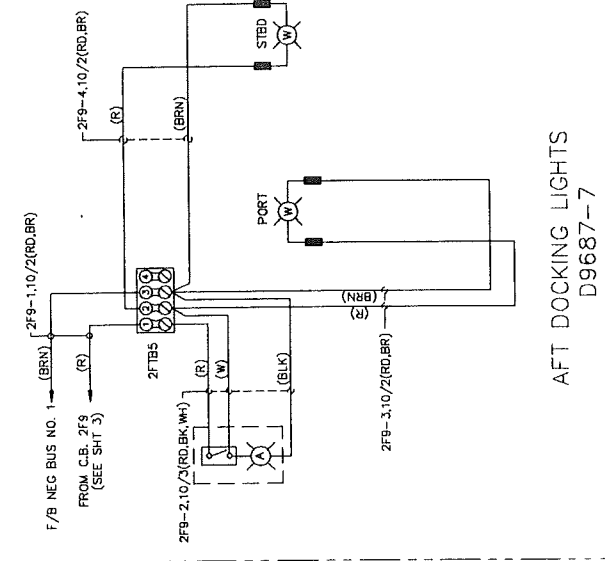 2F9-4,10/2(RD,BR)
(R)
(BRN)
STBD
W
2F9-1,10/2(RD,BR)
(BRN)
(R)
F/B NEG BUS NO. 1
FROM C.B. 2F9
(SEE SHT 3)
1
2
3
4
2FTB5
PORT
W
(R)
(W)
(BLK)
2F9-2,10/3(RD,BK,WH)
A
(BRN)
(R)
2F9-3,10/2(RD,BR)
AFT DOCKING LIGHTS
D9687-7